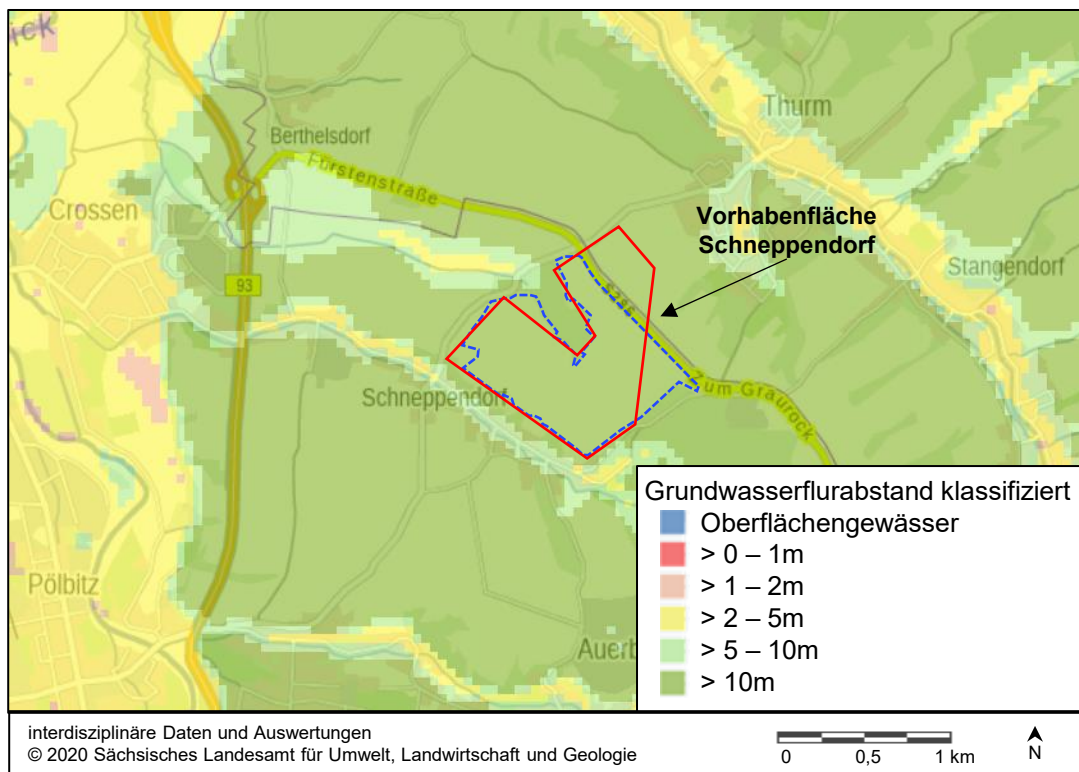 ick
Thurm
Berthelsdorf
Fürstenstraße
Crossen
Vorhabenfläche
Schneppendorf
Stangendorf
93
Schneppendorf
Zum Graurock
Pölbitz
Auerb
Grundwasserflurabstand klassifiziert
Oberflächengewässer
> 0 – 1m
> 1 – 2m
> 2 – 5m
> 5 – 10m
> 10m
interdisziplinäre Daten und Auswertungen
© 2020 Sächsisches Landesamt für Umwelt, Landwirtschaft und Geologie
0 0,5 1 km
N